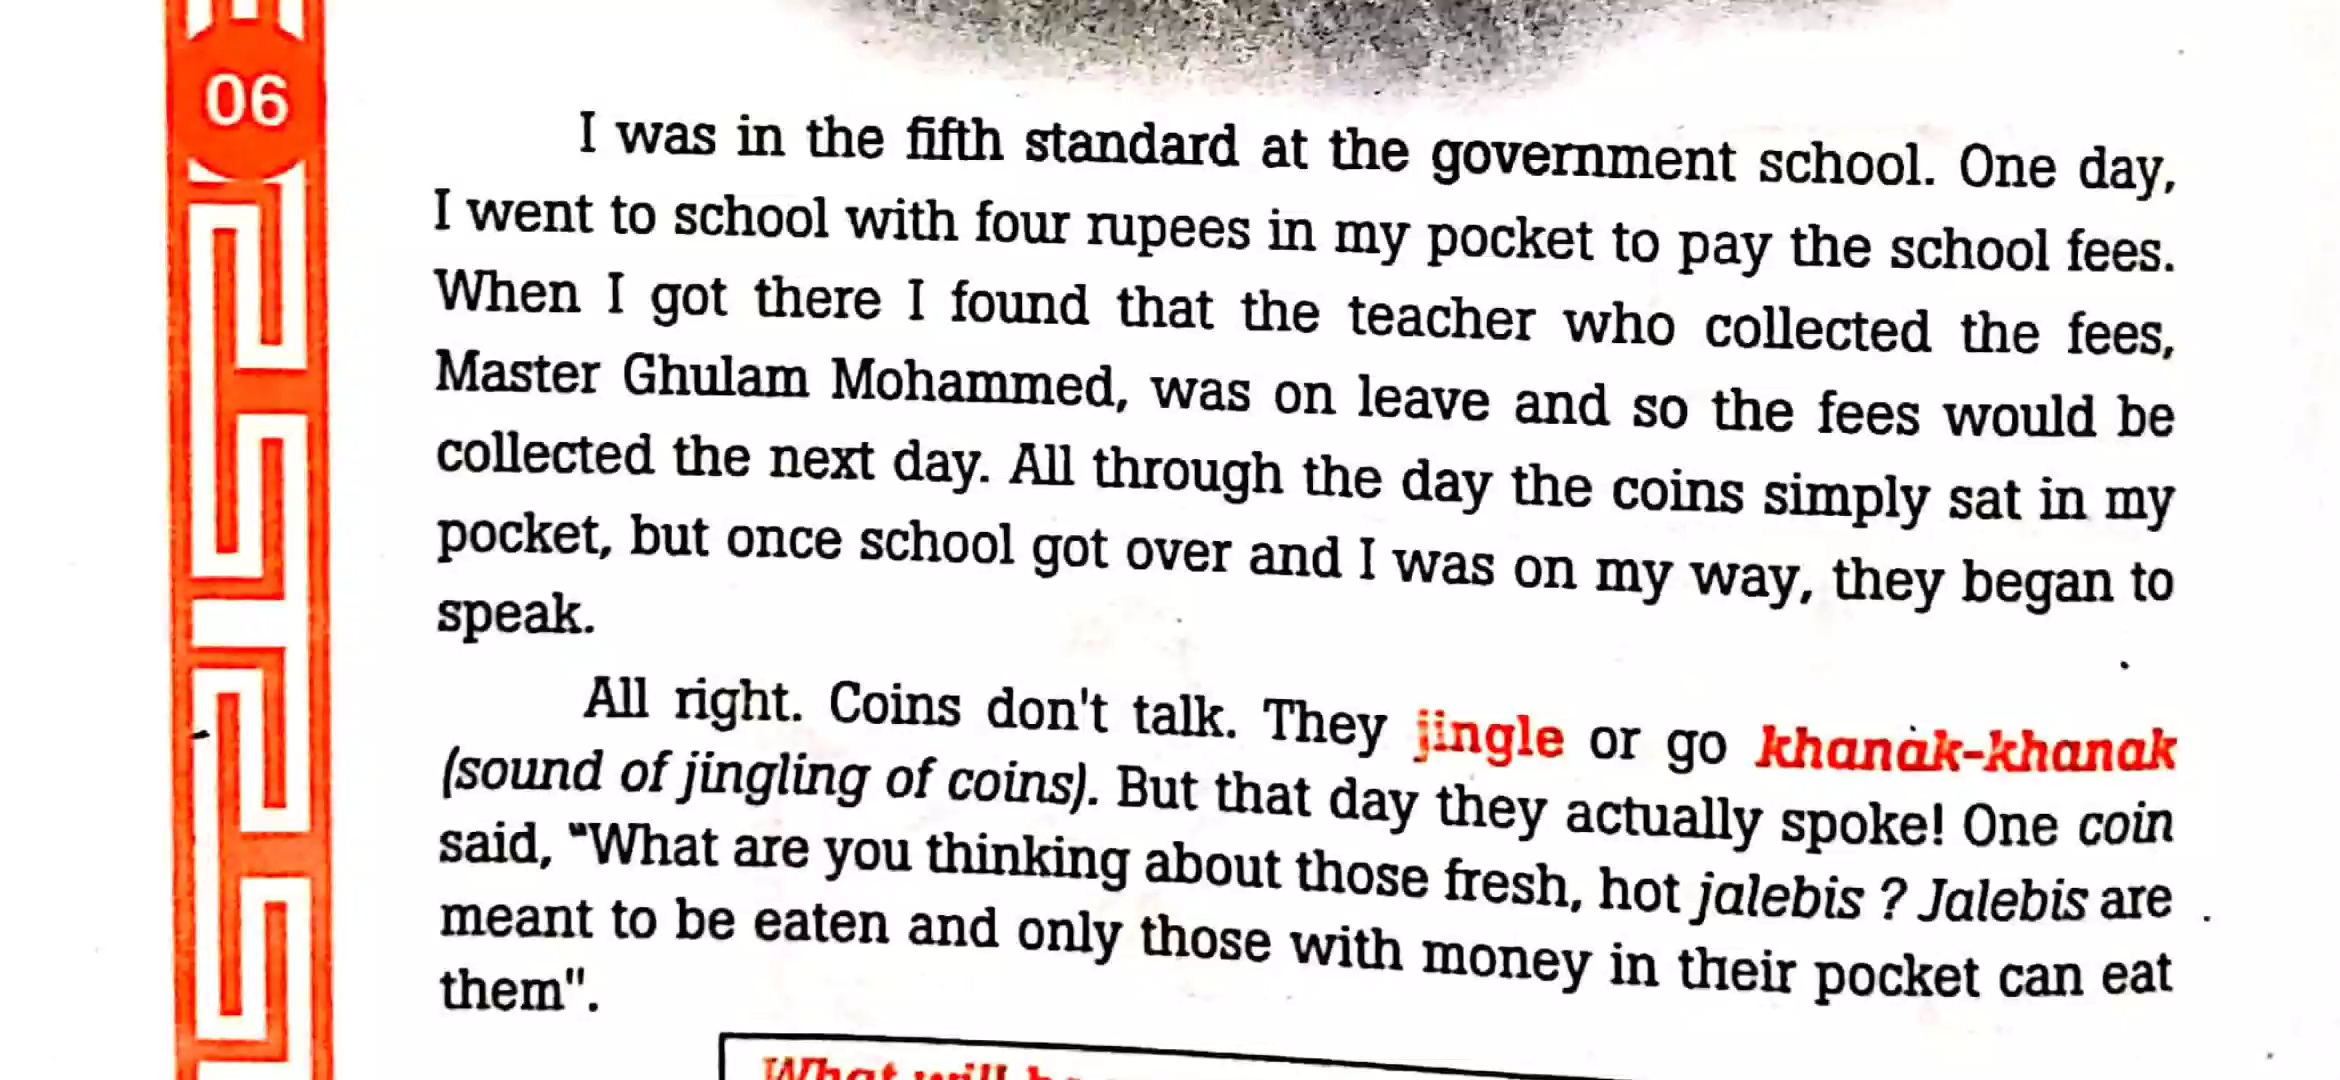 06
I was in the fifth standard at the government school. One day,
I went to school with four rupees in my pocket to pay the school fees.
When I got there I found that the teacher who collected the fees,
Master Ghulam Mohammed, was on leave and so the fees would be
collected the next day. All through the day the coins simply sat in my
pocket, but once school got over and I was on my way, they began to
speak.
All right. Coins don't talk. They jingle or go khanak-khanak
(sound of jingling of coins). But that day they actually spoke! One coin
said, "What are you thinking about those fresh, hot jalebis ? Jalebis are
meant to be eaten and only those with money in their pocket can eat
them".
What will